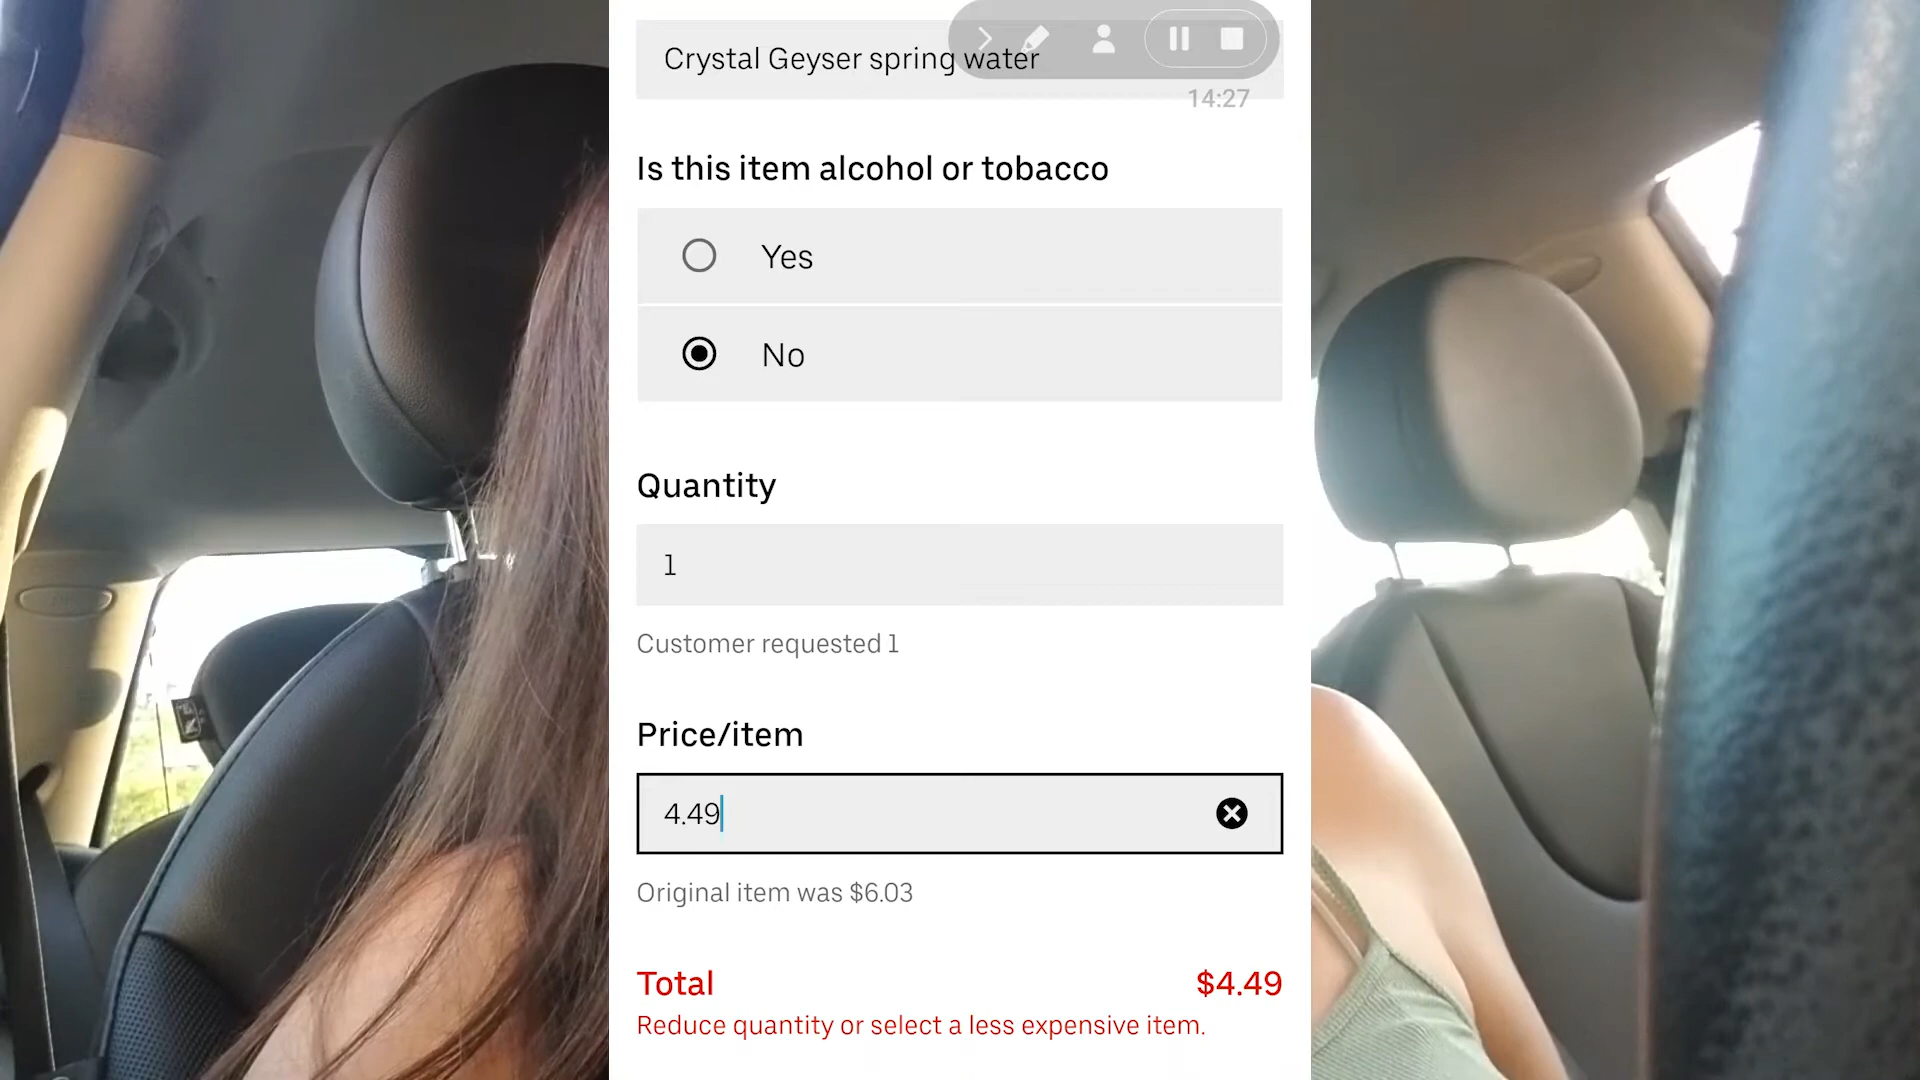 Crystal Geyser spring water
14:27
Is this item alcohol or tobacco
Yes
No
Quantity
1
Customer requested 1
Price/item
4.49
Original item was $6.03
Total $4.49
Reduce quantity or select a less expensive item.